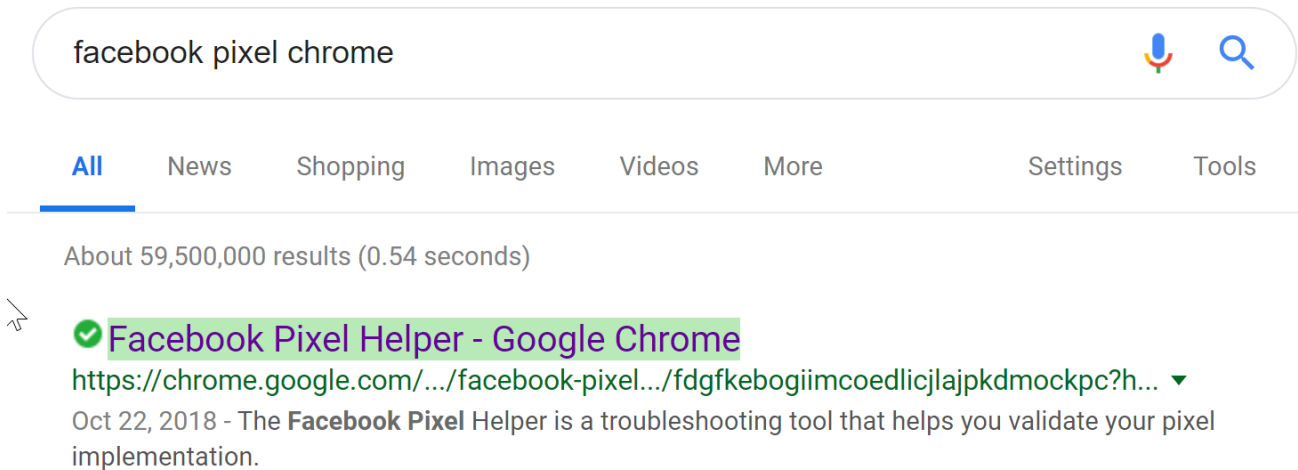 facebook pixel chrome
All News Shopping Images Videos More Settings Tools
About 59,500,000 results (0.54 seconds)
Facebook Pixel Helper - Google Chrome
https://chrome.google.com/.../facebook-pixel.../fdgfkebogiimcoedlicjlajpkdmockpc?h...
Oct 22, 2018 - The Facebook Pixel Helper is a troubleshooting tool that helps you validate your pixel
implementation.